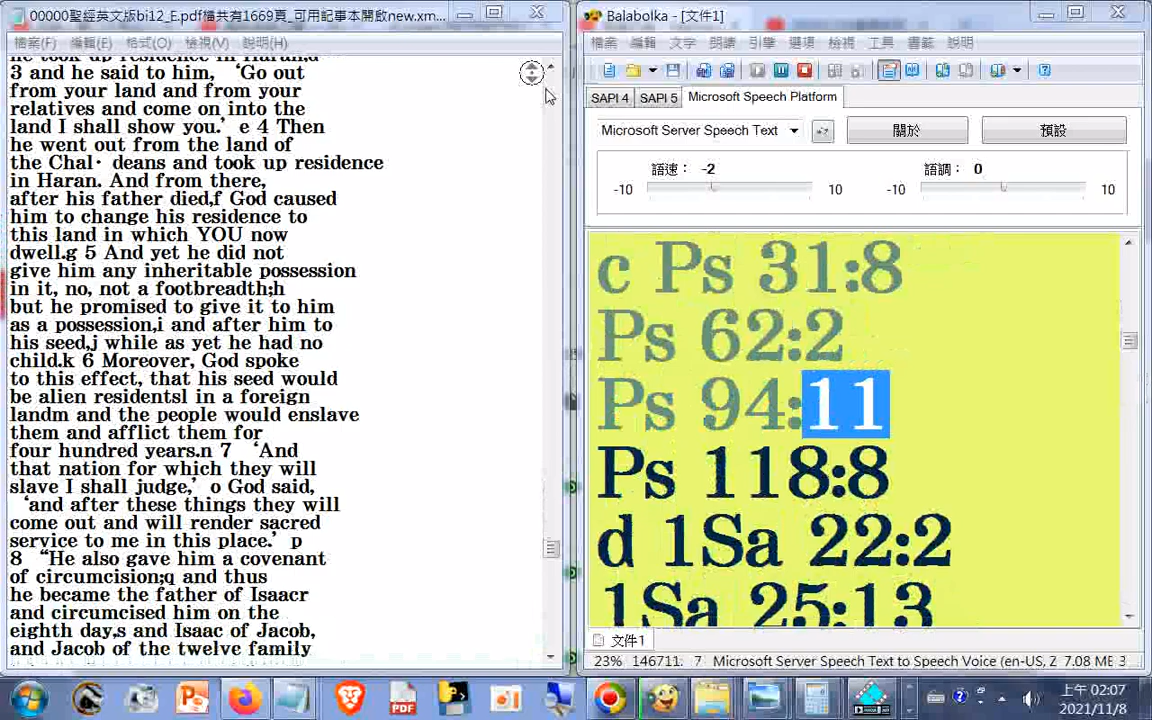 00000聖經英文版bi12_E.pdf檔共有1669頁_可用記事本開啟new.xm...
檔案(F) 編輯(E) 格式(O) 檢視(V) 說明(H)
he took up residence in Haran,d
3 and he said to him, ‘Go out
from your land and from your
relatives and come on into the
land I shall show you.’ e 4 Then
he went out from the land of
the Chal· deans and took up residence
in Haran. And from there,
after his father died,f God caused
him to change his residence to
this land in which YOU now
dwell.g 5 And yet he did not
give him any inheritable possession
in it, no, not a footbreadth;h
but he promised to give it to him
as a possession,i and after him to
his seed,j while as yet he had no
child.k 6 Moreover, God spoke
to this effect, that his seed would
be alien residentsl in a foreign
landm and the people would enslave
them and afflict them for
four hundred years.n 7 ‘And
that nation for which they will
slave I shall judge,’ o God said,
‘and after these things they will
come out and will render sacred
service to me in this place.’ p
8 “He also gave him a covenant
of circumcision;q and thus
he became the father of Isaacr
and circumcised him on the
eighth day,s and Isaac of Jacob,
and Jacob of the twelve family
Balabolka - [文件1]
檔案 編輯 文字 朗讀 引擎 選項 檢視 工具 書籤 說明
SAPI 4 SAPI 5 Microsoft Speech Platform
Microsoft Server Speech Text 關於 預設
語速： -2 語調： 0
-10 10 -10 10
c Ps 31:8
Ps 62:2
Ps 94:11
Ps 118:8
d 1Sa 22:2
1Sa 25:13
文件1
23% 146711. 7 Microsoft Server Speech Text to Speech Voice (en-US, 2 7.08 ME 3
上午 02:07
2021/11/8